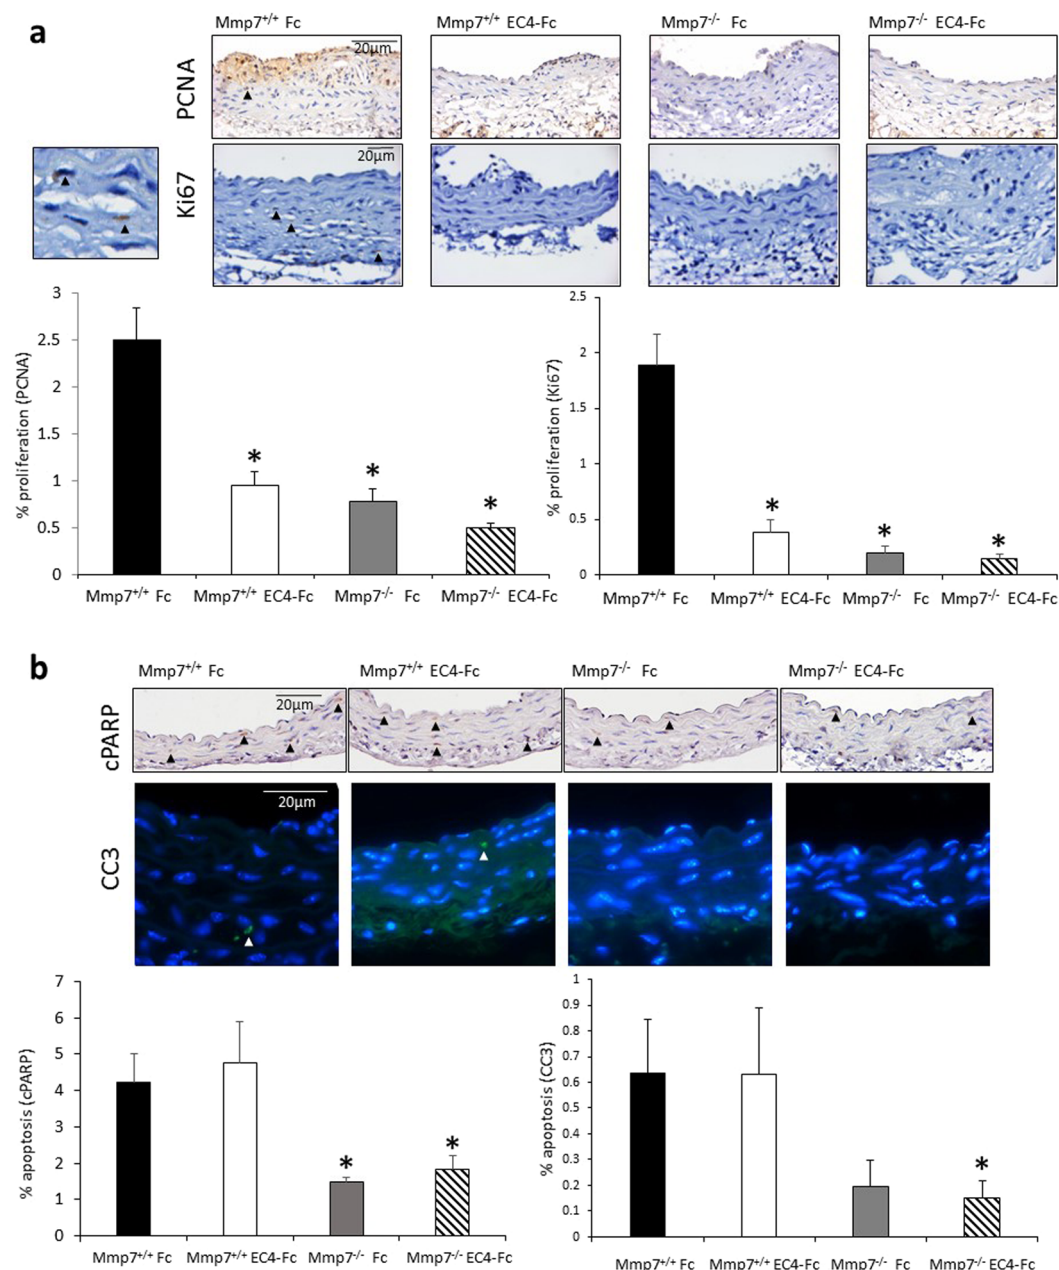 a
Mmp7+/+ Fc
Mmp7+/+ EC4-Fc
Mmp7-/- Fc
Mmp7-/- EC4-Fc
PCNA
20µm
Ki67
20µm
3
2.5
2
1.5
1
0.5
0
% proliferation (PCNA)
*
*
*
Mmp7+/+ Fc
Mmp7+/+ EC4-Fc
Mmp7-/- Fc
Mmp7-/- EC4-Fc
2.5
2
1.5
1
0.5
0
% proliferation (Ki67)
*
*
*
Mmp7+/+ Fc
Mmp7+/+ EC4-Fc
Mmp7-/- Fc
Mmp7-/- EC4-Fc
b
Mmp7+/+ Fc
Mmp7+/+ EC4-Fc
Mmp7-/- Fc
Mmp7-/- EC4-Fc
cPARP
20µm
CC3
20µm
7
6
5
4
3
2
1
0
% apoptosis (cPARP)
*
*
Mmp7+/+ Fc
Mmp7+/+ EC4-Fc
Mmp7-/- Fc
Mmp7-/- EC4-Fc
1
0.9
0.8
0.7
0.6
0.5
0.4
0.3
0.2
0.1
0
% apoptosis (CC3)
*
Mmp7+/+ Fc
Mmp7+/+ EC4-Fc
Mmp7-/- Fc
Mmp7-/- EC4-Fc